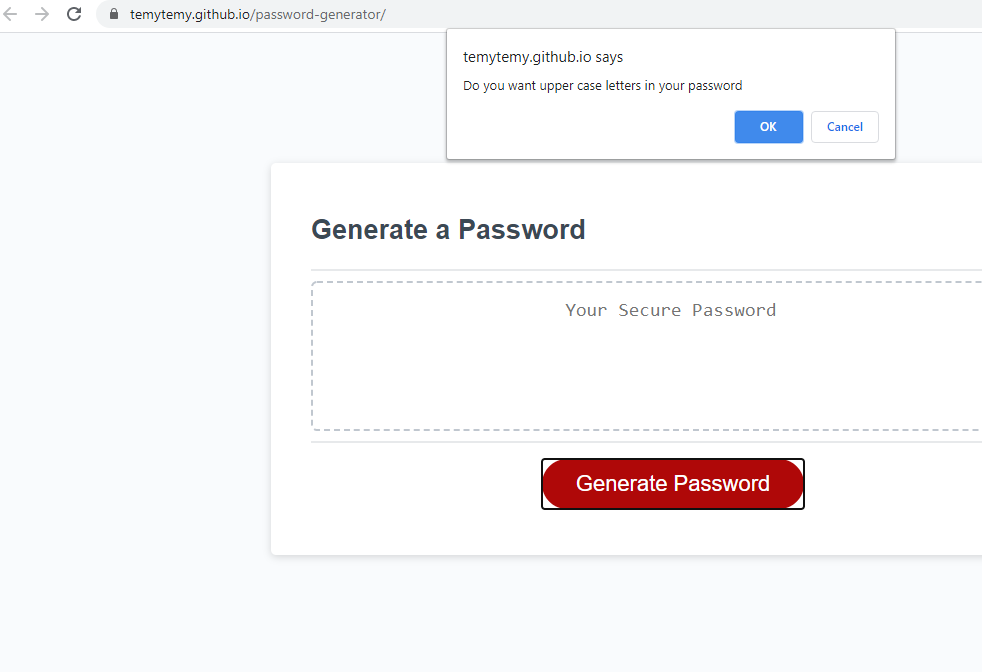 temytemy.github.io/password-generator/
temytemy.github.io says
Do you want upper case letters in your password
OK Cancel
Generate a Password
Your Secure Password
Generate Password